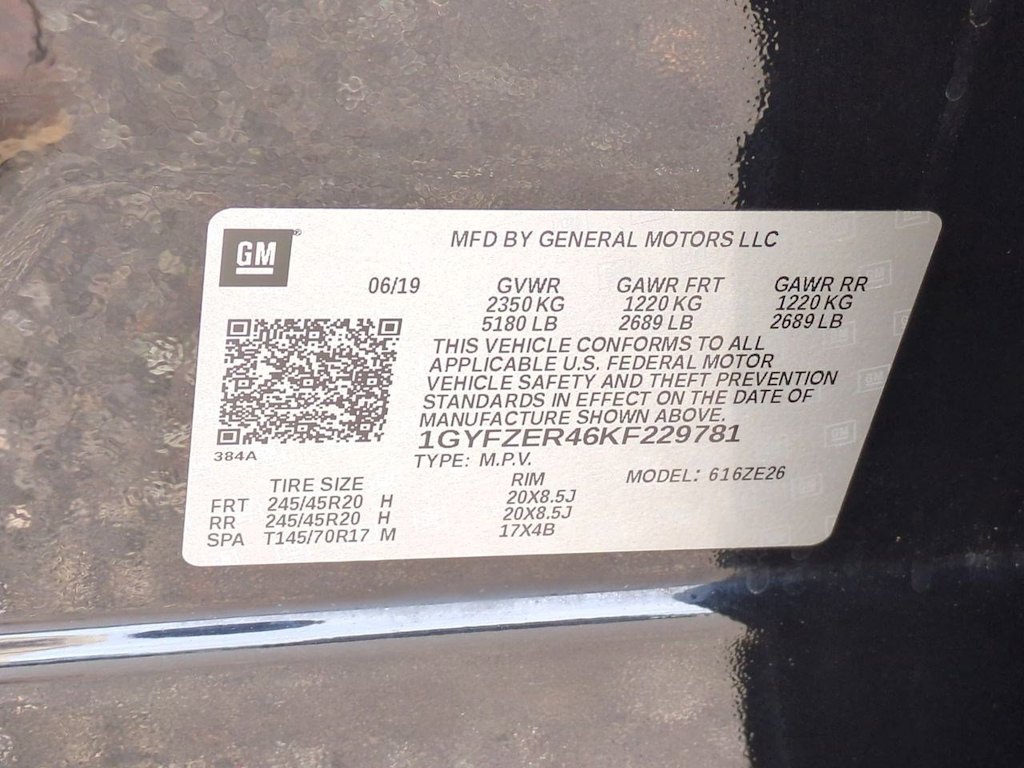 GM
MFD BY GENERAL MOTORS LLC
06/19 GVWR GAWR FRT GAWR RR
2350 KG 1220 KG 1220 KG
5180 LB 2689 LB 2689 LB
THIS VEHICLE CONFORMS TO ALL
APPLICABLE U.S. FEDERAL MOTOR
VEHICLE SAFETY AND THEFT PREVENTION
STANDARDS IN EFFECT ON THE DATE OF
MANUFACTURE SHOWN ABOVE.
1GYFZER46KF229781
384A
TYPE: M.P.V.
MODEL: 616ZE26
TIRE SIZE RIM
FRT 245/45R20 H 20X8.5J
RR 245/45R20 H 20X8.5J
SPA T145/70R17 M 17X4B